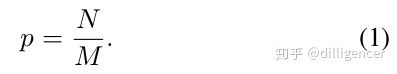 p = N/M. (1)
知乎 @dilligencer